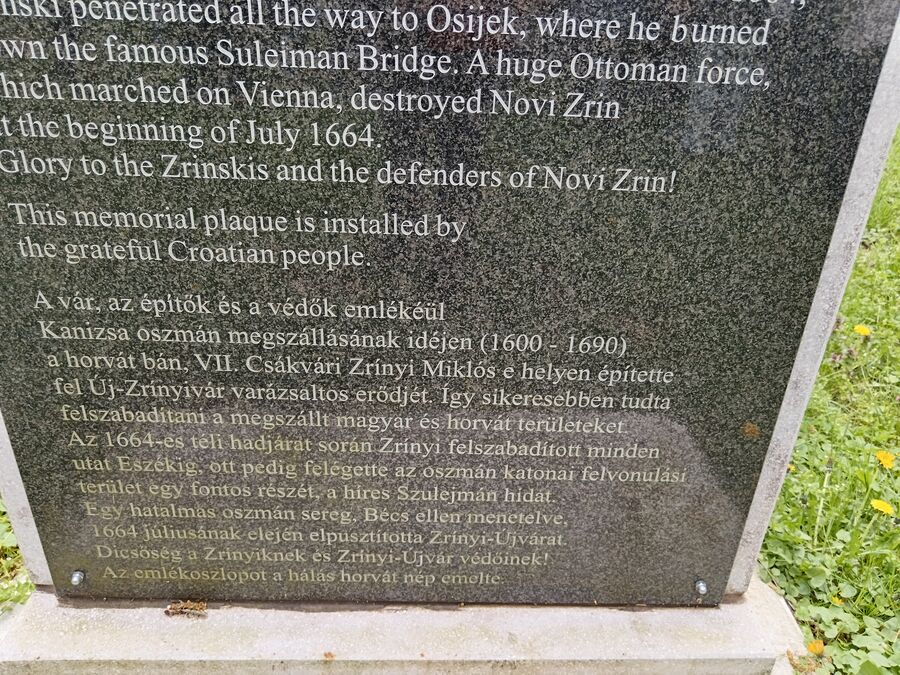 penetrated all the way to Osijek, where he burned
the famous Suleiman Bridge. A huge Ottoman force,
marched on Vienna, destroyed Novi Zrin
the beginning of July 1664.
Glory to the Zrinskis and the defenders of Novi Zrin!
This memorial plaque is installed by
the grateful Croatian people.
A vár, az építők és a védők emlékéül
Kanizsa oszmán megszállásának idéjen (1600 - 1690)
a horvát bán, VII. Csákvári Zrínyi Miklós e helyen építette
fel Új-Zrínyivár varázsaltos erődjét. Így sikeresebben tudta
felszabadítani a megszállt magyar és horvát területeket.
Az 1664-es téli hadjárat során Zrínyi felszabadított minden
utat Eszékig, ott pedig felégette az oszmán katonai felvonulási
terület egy fontos részét, a híres Szulejmán hidat.
Egy hatalmas oszmán sereg, Bécs ellen menetelve,
1664 júliusának elején elpusztította Zrínyi-Újvárat.
Dicsőség a Zrínyiknek és Zrínyi-Újvár védőinek!
Az emlékoszlopot a hálás horvát nép emelte.